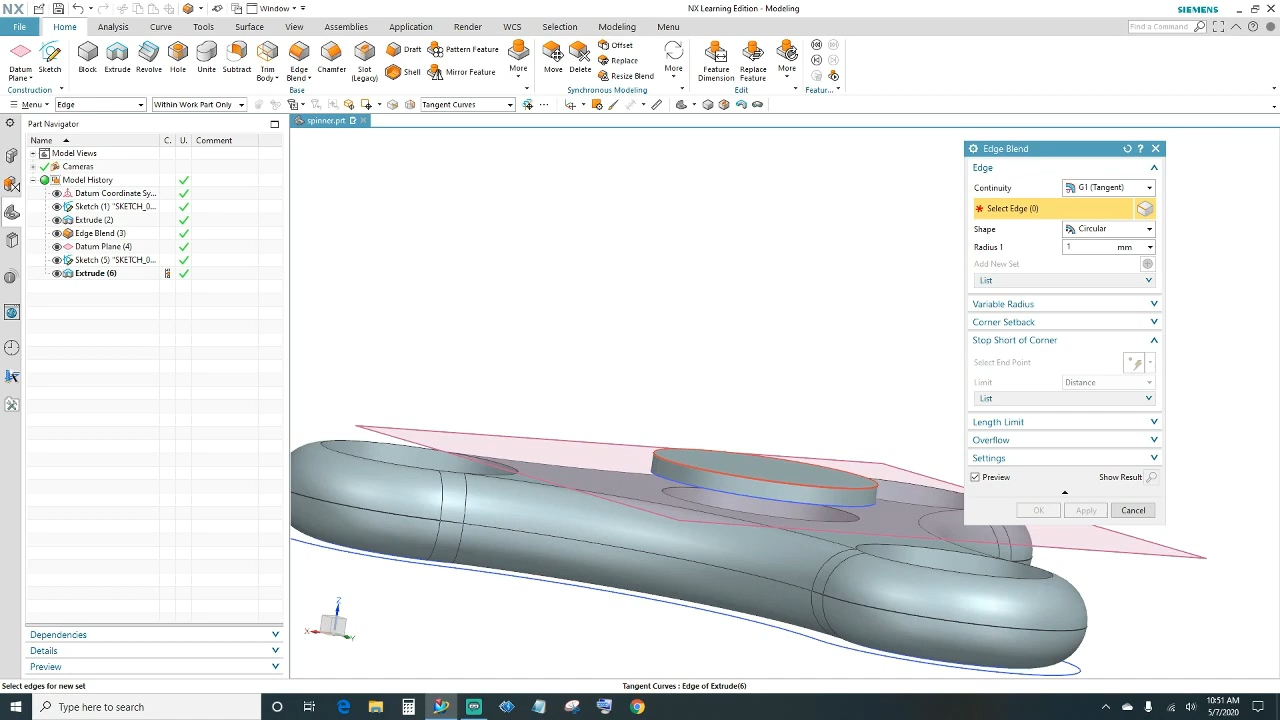 NX
Window
NX Learning Edition - Modeling
SIEMENS
File
Home
Analysis
Curve
Tools
Surface
View
Assemblies
Application
Render
WCS
Selection
Modeling
Menu
Find a Command
Datum Plane
Sketch
Block
Extrude
Revolve
Hole
Unite
Subtract
Trim Body
Edge Blend
Chamfer
Slot (Legacy)
Draft
Shell
Pattern Feature
Mirror Feature
More
Move
Delete
Offset
Replace
Resize Blend
More
Feature Dimension
Replace Feature
More
Construction
Base
Synchronous Modeling
Edit
Featur...
Menu
Edge
Within Work Part Only
Tangent Curves
Part Navigator
spinner.prt
Name
C.
U.
Comment
Model Views
Cameras
Model History
Datum Coordinate Sy...
Sketch (1) "SKETCH_0...
Extrude (2)
Edge Blend (3)
Datum Plane (4)
Sketch (5) "SKETCH_0...
Extrude (6)
Dependencies
Details
Preview
Edge Blend
Edge
Continuity
G1 (Tangent)
* Select Edge (0)
Shape
Circular
Radius 1
1
mm
Add New Set
List
Variable Radius
Corner Setback
Stop Short of Corner
Select End Point
Limit
Distance
List
Length Limit
Overflow
Settings
Preview
Show Result
OK
Apply
Cancel
Z
X
Y
Select edges for new set
Tangent Curves : Edge of Extrude(6)
Type here to search
10:51 AM
5/7/2020